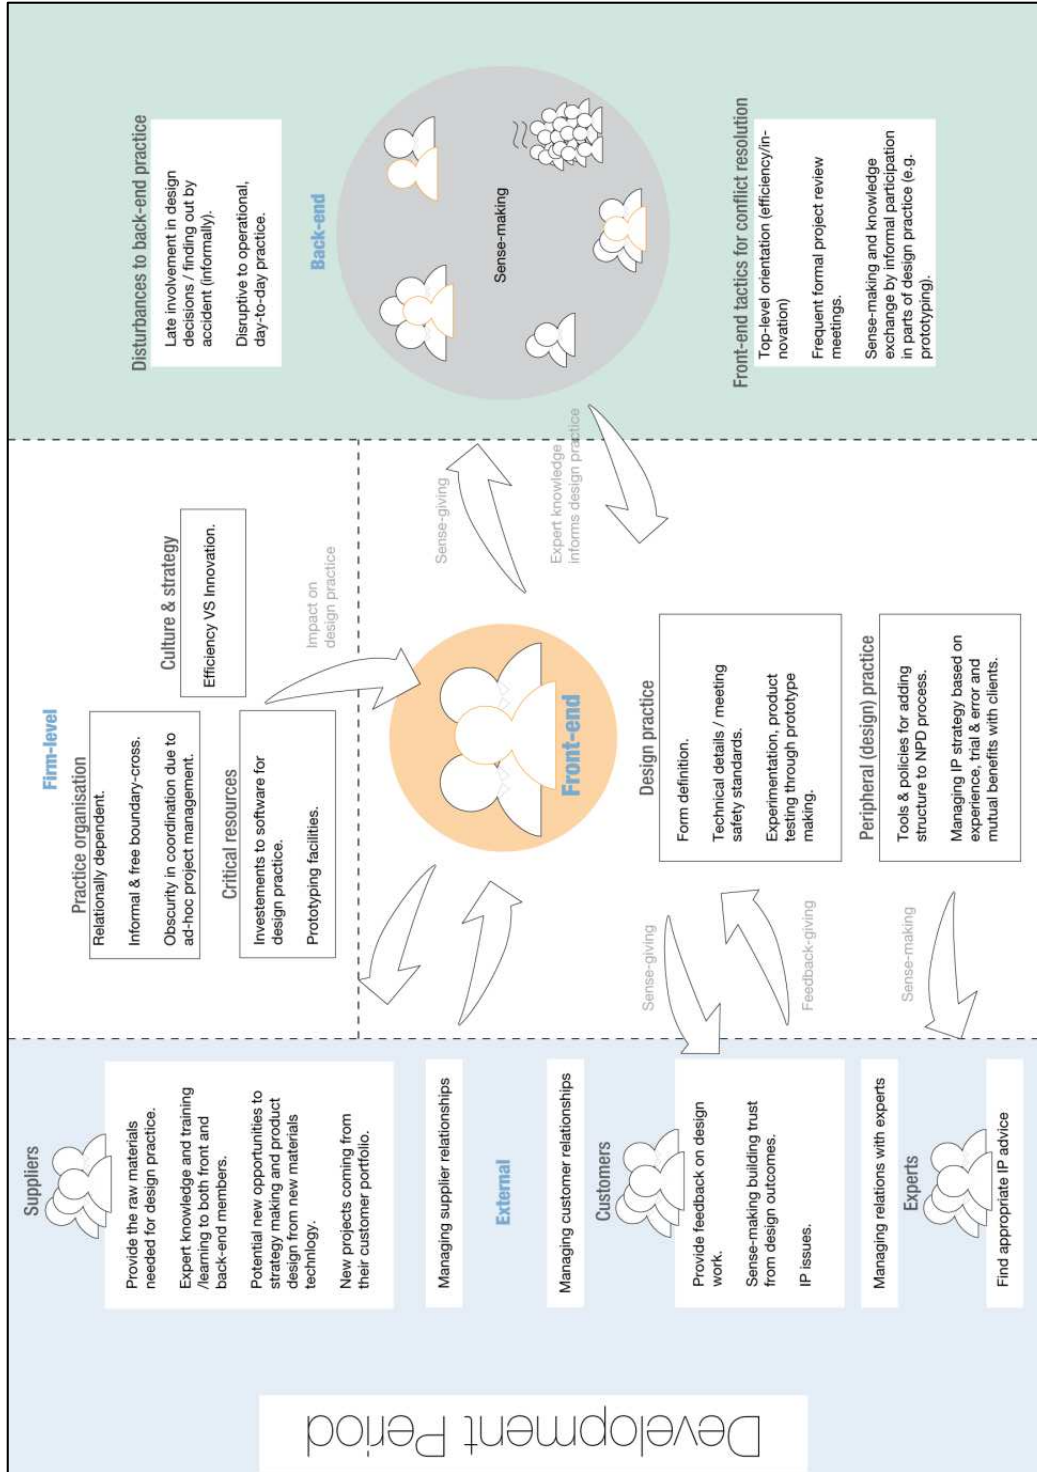 Development Period
Suppliers
Provide the raw materials
needed for design practice.
Expert knowledge and training
/learning to both front and
back-end members.
Potential new opportunities to
strategy making and product
design from new materials
technlogy.
New projects coming from
their customer portfolio.
Managing supplier relationships
External
Managing customer relationships
Customers
Provide feedback on design
work.
Sense-making building trust
from design outcomes.
IP issues.
Managing relations with experts
Experts
Find appropriate IP advice
Firm-level
Practice organisation
Relationally dependent.
Informal & free boundary-cross.
Obscurity in coordination due to
ad-hoc project management.
Critical resources
Investements to software for
design practice.
Prototyping facilities.
Culture & strategy
Efficiency VS Innovation.
Impact on
design practice
Front-end
Sense-giving
Feedback-giving
Sense-making
Design practice
Form definition.
Technical details / meeting
safety standards.
Experimentation, product
testing through prototype
making.
Peripheral (design) practice
Tools & policies for adding
structure to NPD process.
Managing IP strategy based on
experience, trial & error and
mutual benefits with clients.
Sense-giving
Expert knowledge
informs design practice
Disturbances to back-end practice
Late involvement in design
decisions / finding out by
accident (informally).
Disruptive to operational,
day-to-day practice.
Back-end
Sense-making
Front-end tactics for conflict resolution
Top-level orientation (efficiency/in-
novation)
Frequent formal project review
meetings.
Sense-making and knowledge
exchange by informal participation
in parts of design practice (e.g.
prototyping).